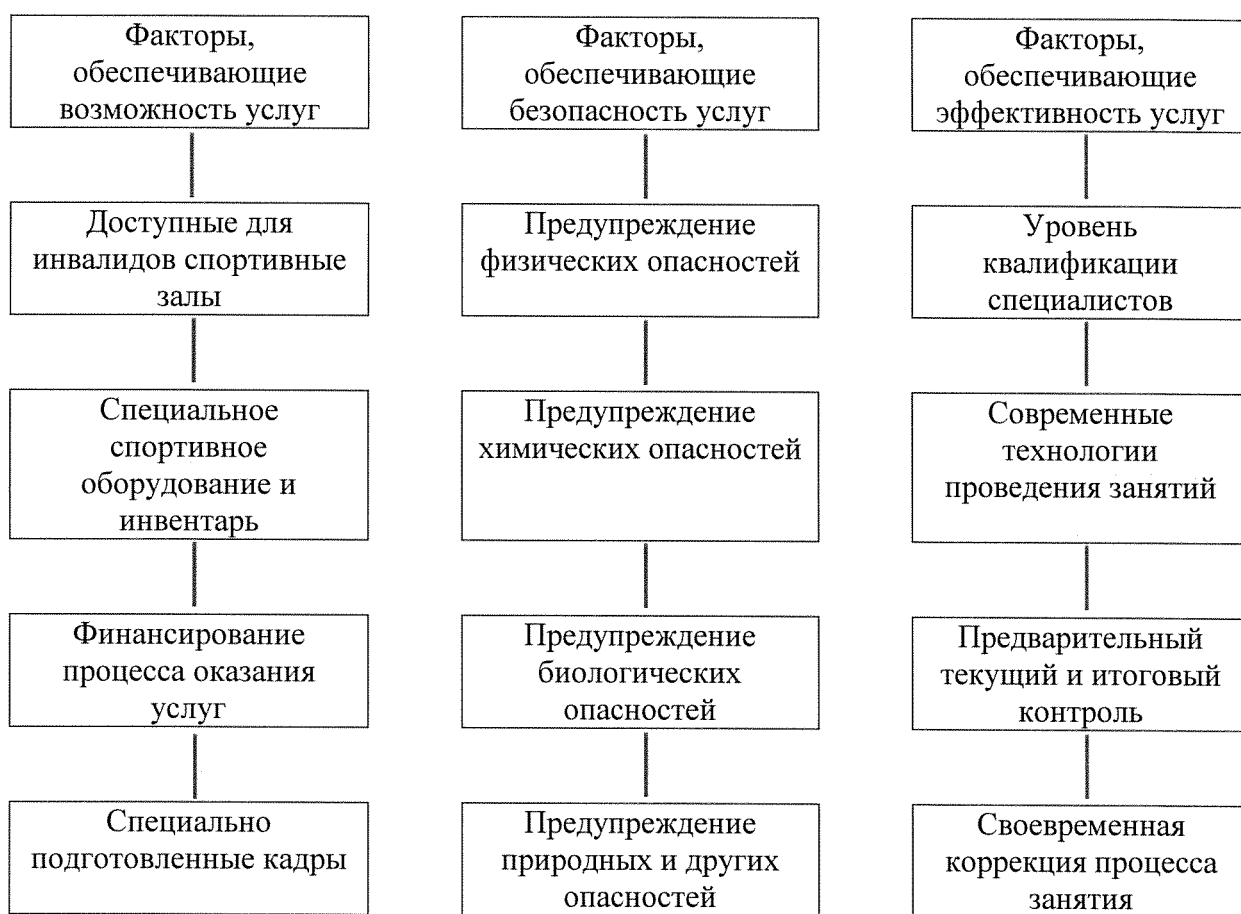 Факторы,
обеспечивающие
возможность услуг
Доступные для
инвалидов спортивные
залы
Специальное
спортивное
оборудование и
инвентарь
Финансирование
процесса оказания
услуг
Специально
подготовленные кадры
Факторы,
обеспечивающие
безопасность услуг
Предупреждение
физических опасностей
Предупреждение
химических опасностей
Предупреждение
биологических
опасностей
Предупреждение
природных и других
опасностей
Факторы,
обеспечивающие
эффективность услуг
Уровень
квалификации
специалистов
Современные
технологии
проведения занятий
Предварительный
текущий и итоговый
контроль
Своевременная
коррекция процесса
занятия